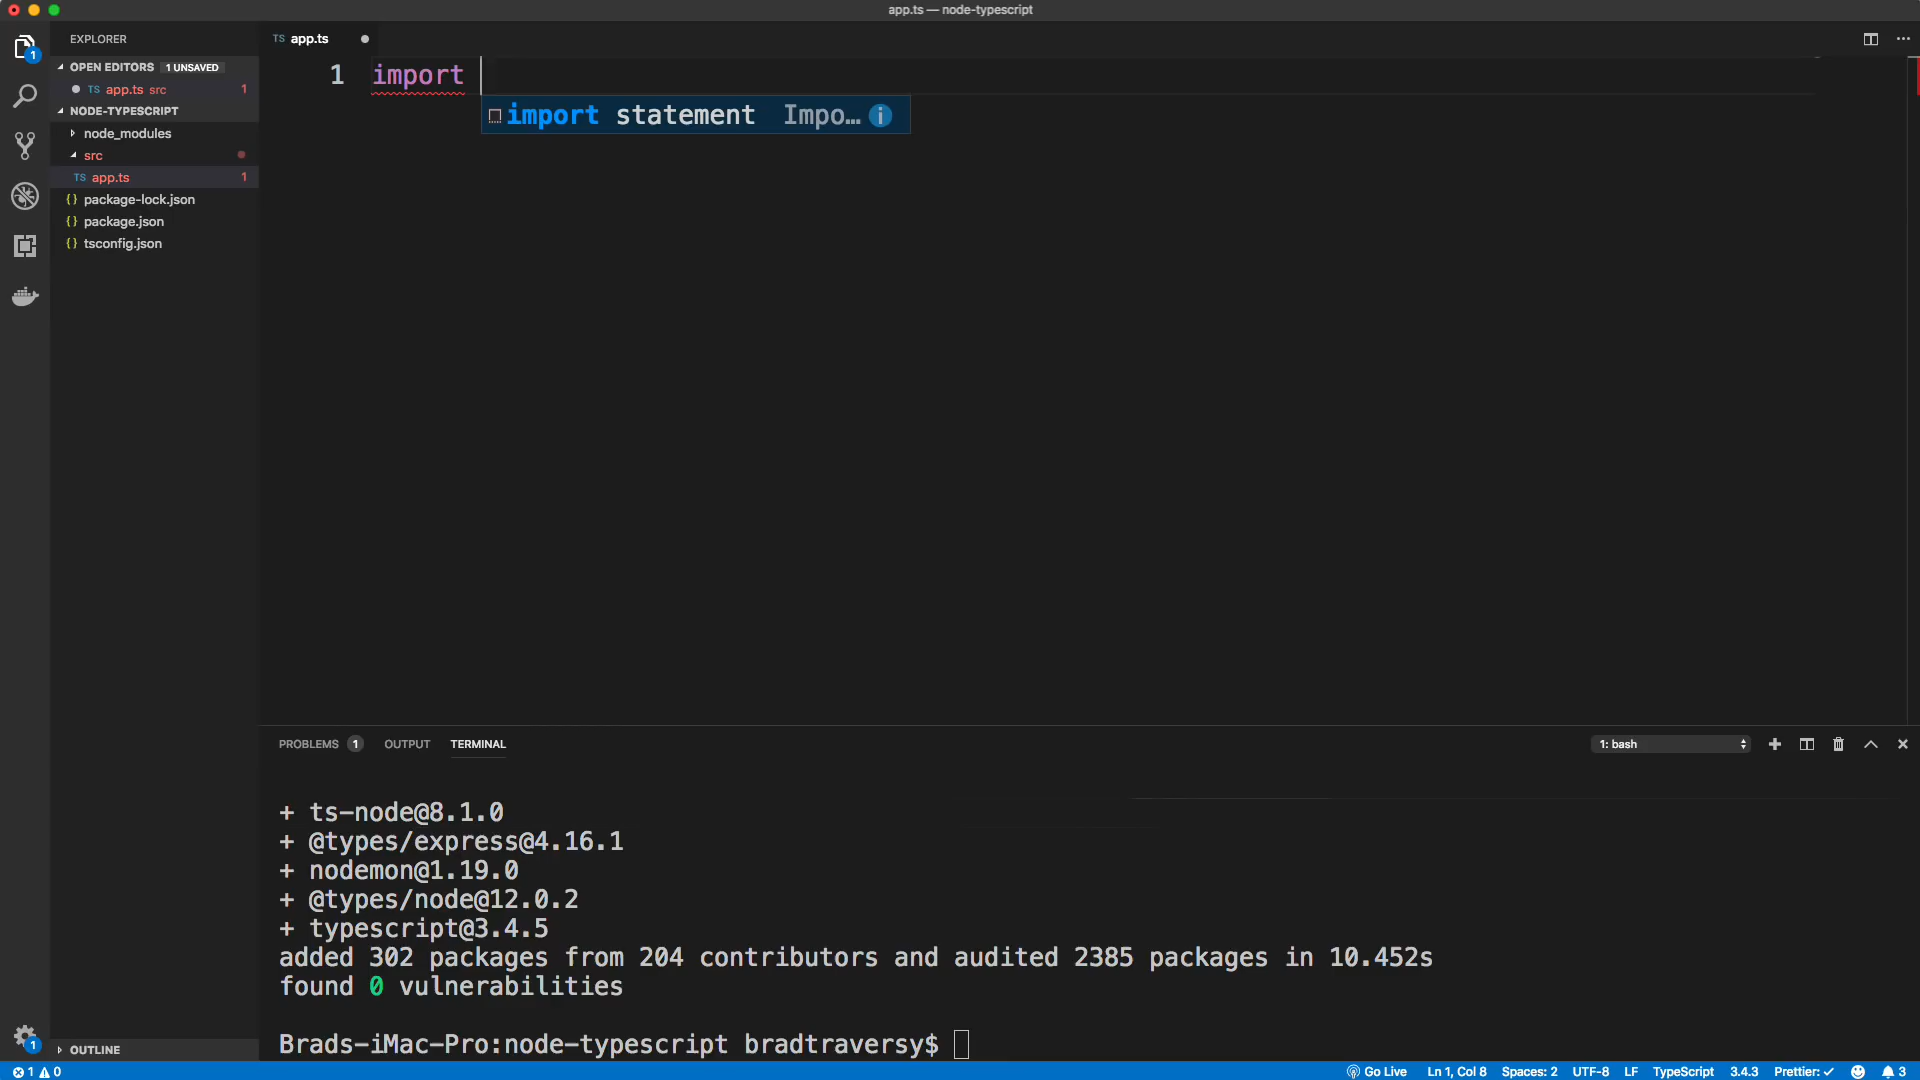 app.ts — node-typescript
EXPLORER
OPEN EDITORS 1 UNSAVED
TS app.ts src 1
NODE-TYPESCRIPT
node_modules
src
TS app.ts 1
{} package-lock.json
{} package.json
{} tsconfig.json
OUTLINE
1
1
TS app.ts
1 import
import statement Impo...
PROBLEMS 1 OUTPUT TERMINAL
1: bash
+ ts-node@8.1.0
+ @types/express@4.16.1
+ nodemon@1.19.0
+ @types/node@12.0.2
+ typescript@3.4.5
added 302 packages from 204 contributors and audited 2385 packages in 10.452s
found 0 vulnerabilities
Brads-iMac-Pro:node-typescript bradtraversy$
1 0 Go Live Ln 1, Col 8 Spaces: 2 UTF-8 LF TypeScript 3.4.3 Prettier: ✓ 3